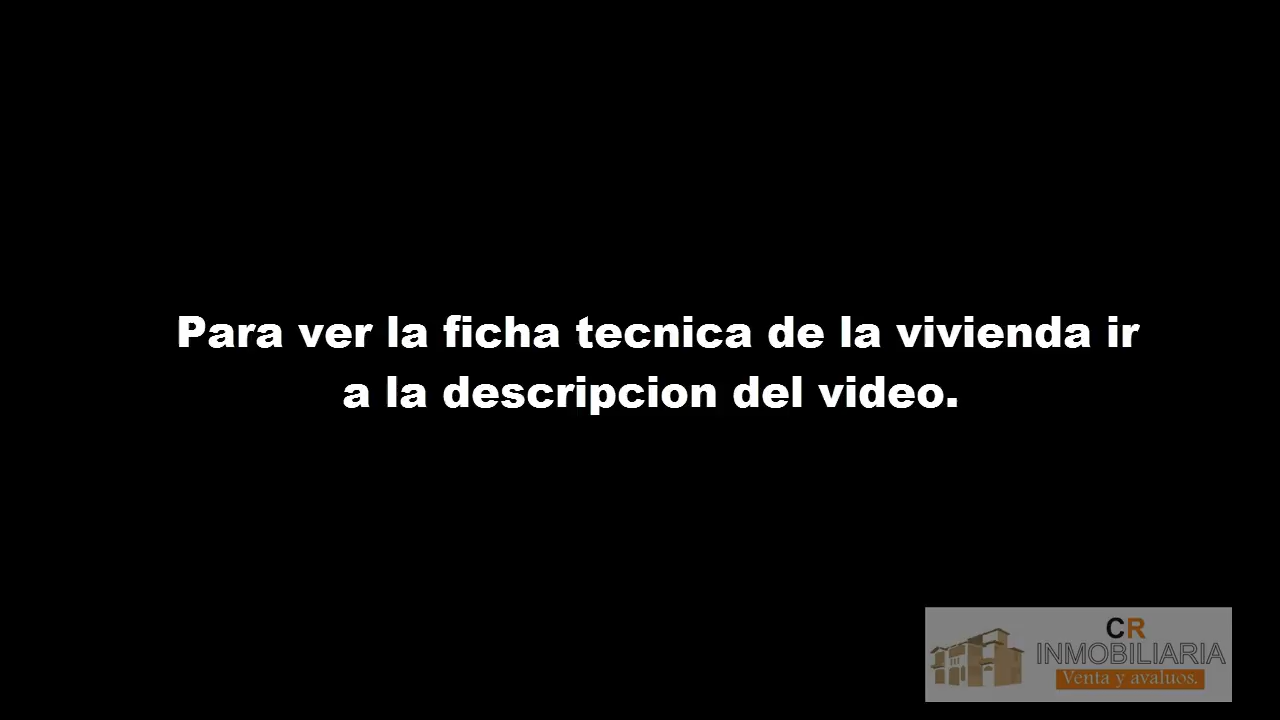 Para ver la ficha tecnica de la vivienda ir
a la descripcion del video.
CR
INMOBILIARIA
Venta y avaluos.